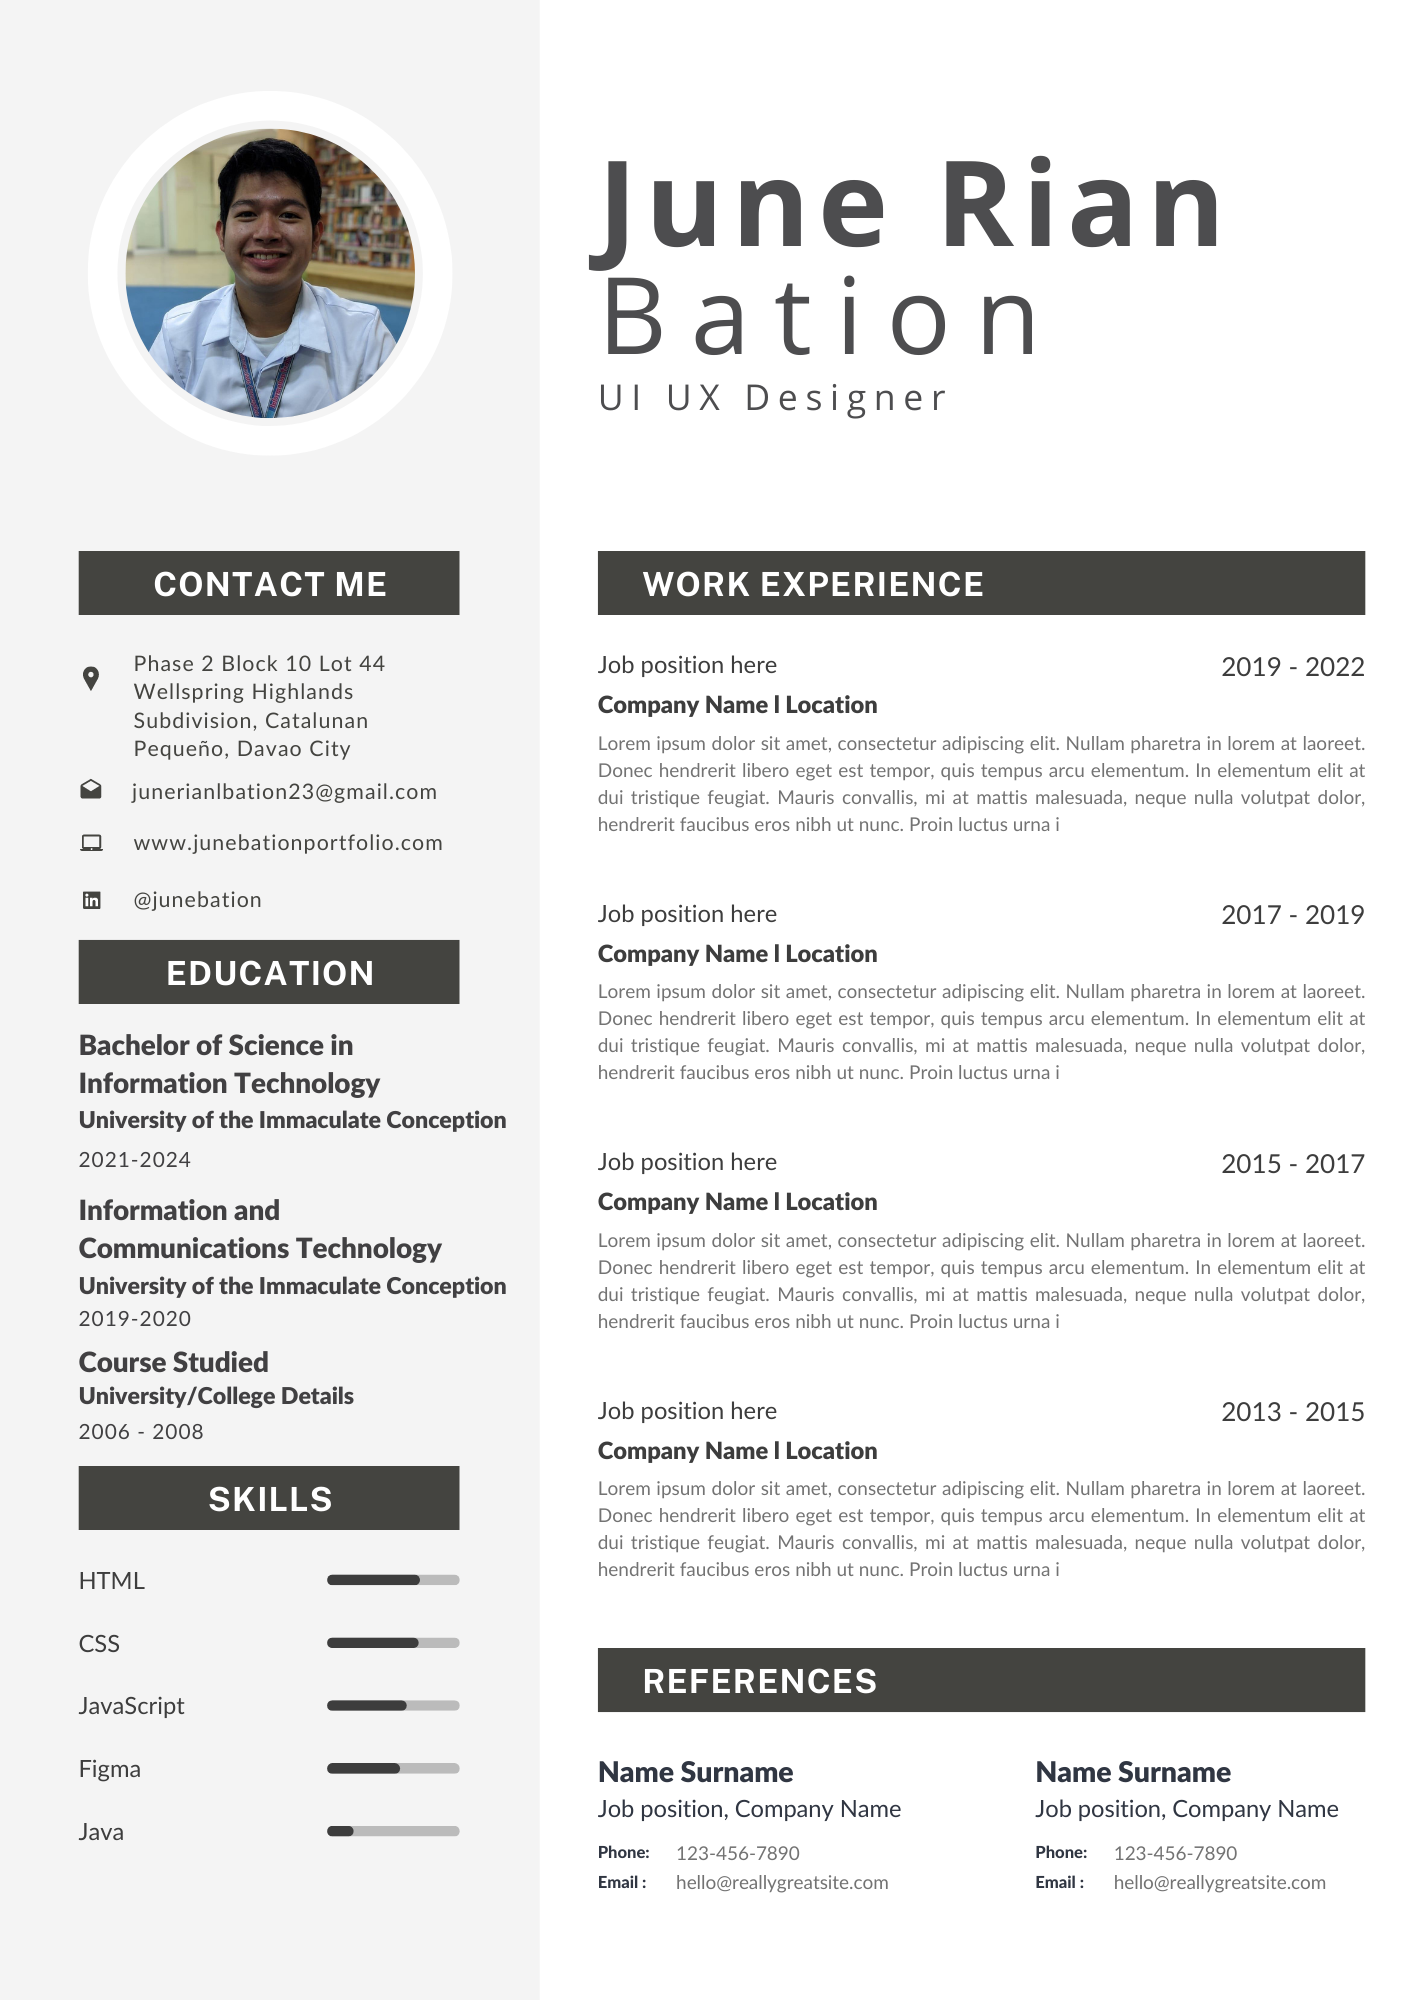 June Rian
Bation
UI UX Designer
CONTACT ME
Phase 2 Block 10 Lot 44
Wellspring Highlands
Subdivision, Catalunan
Pequeño, Davao City
junerianlbation23@gmail.com
www.junebationportfolio.com
@junebation
EDUCATION
Bachelor of Science in
Information Technology
University of the Immaculate Conception
2021-2024
Information and
Communications Technology
University of the Immaculate Conception
2019-2020
Course Studied
University/College Details
2006 - 2008
SKILLS
HTML
CSS
JavaScript
Figma
Java
WORK EXPERIENCE
Job position here 2019 - 2022
Company Name l Location
Lorem ipsum dolor sit amet, consectetur adipiscing elit. Nullam pharetra in lorem at laoreet.
Donec hendrerit libero eget est tempor, quis tempus arcu elementum. In elementum elit at
dui tristique feugiat. Mauris convallis, mi at mattis malesuada, neque nulla volutpat dolor,
hendrerit faucibus eros nibh ut nunc. Proin luctus urna i
Job position here 2017 - 2019
Company Name l Location
Lorem ipsum dolor sit amet, consectetur adipiscing elit. Nullam pharetra in lorem at laoreet.
Donec hendrerit libero eget est tempor, quis tempus arcu elementum. In elementum elit at
dui tristique feugiat. Mauris convallis, mi at mattis malesuada, neque nulla volutpat dolor,
hendrerit faucibus eros nibh ut nunc. Proin luctus urna i
Job position here 2015 - 2017
Company Name l Location
Lorem ipsum dolor sit amet, consectetur adipiscing elit. Nullam pharetra in lorem at laoreet.
Donec hendrerit libero eget est tempor, quis tempus arcu elementum. In elementum elit at
dui tristique feugiat. Mauris convallis, mi at mattis malesuada, neque nulla volutpat dolor,
hendrerit faucibus eros nibh ut nunc. Proin luctus urna i
Job position here 2013 - 2015
Company Name l Location
Lorem ipsum dolor sit amet, consectetur adipiscing elit. Nullam pharetra in lorem at laoreet.
Donec hendrerit libero eget est tempor, quis tempus arcu elementum. In elementum elit at
dui tristique feugiat. Mauris convallis, mi at mattis malesuada, neque nulla volutpat dolor,
hendrerit faucibus eros nibh ut nunc. Proin luctus urna i
REFERENCES
Name Surname
Job position, Company Name
Phone: 123-456-7890
Email : hello@reallygreatsite.com
Name Surname
Job position, Company Name
Phone: 123-456-7890
Email : hello@reallygreatsite.com